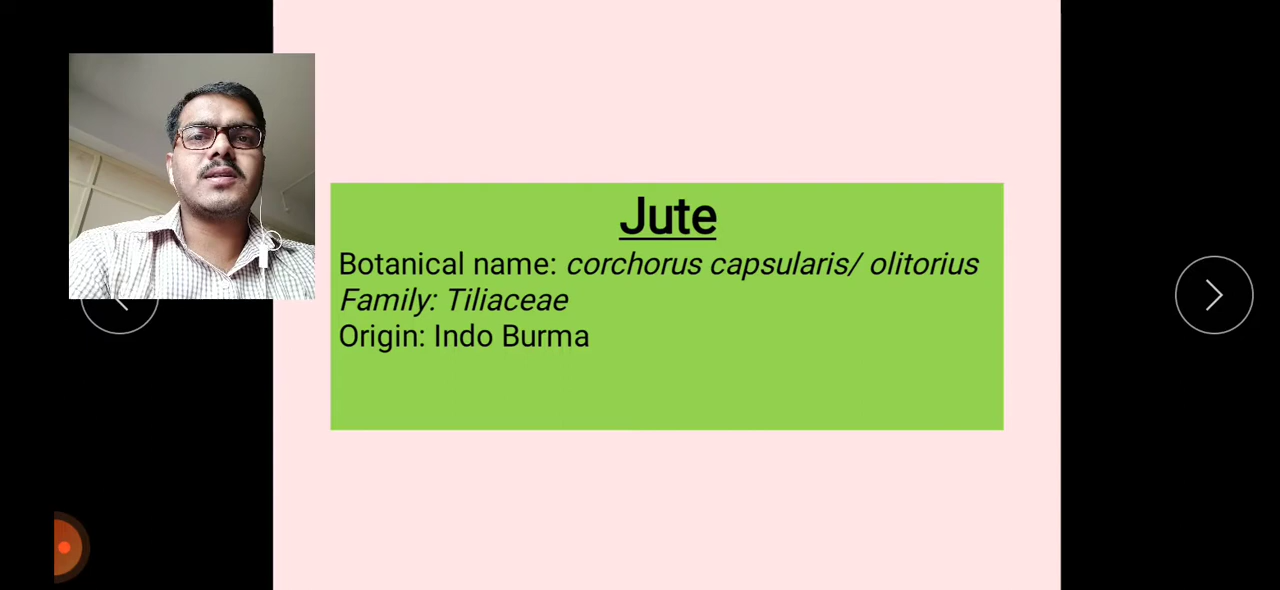 Jute
Botanical name: corchorus capsularis/ olitorius
Family: Tiliaceae
Origin: Indo Burma